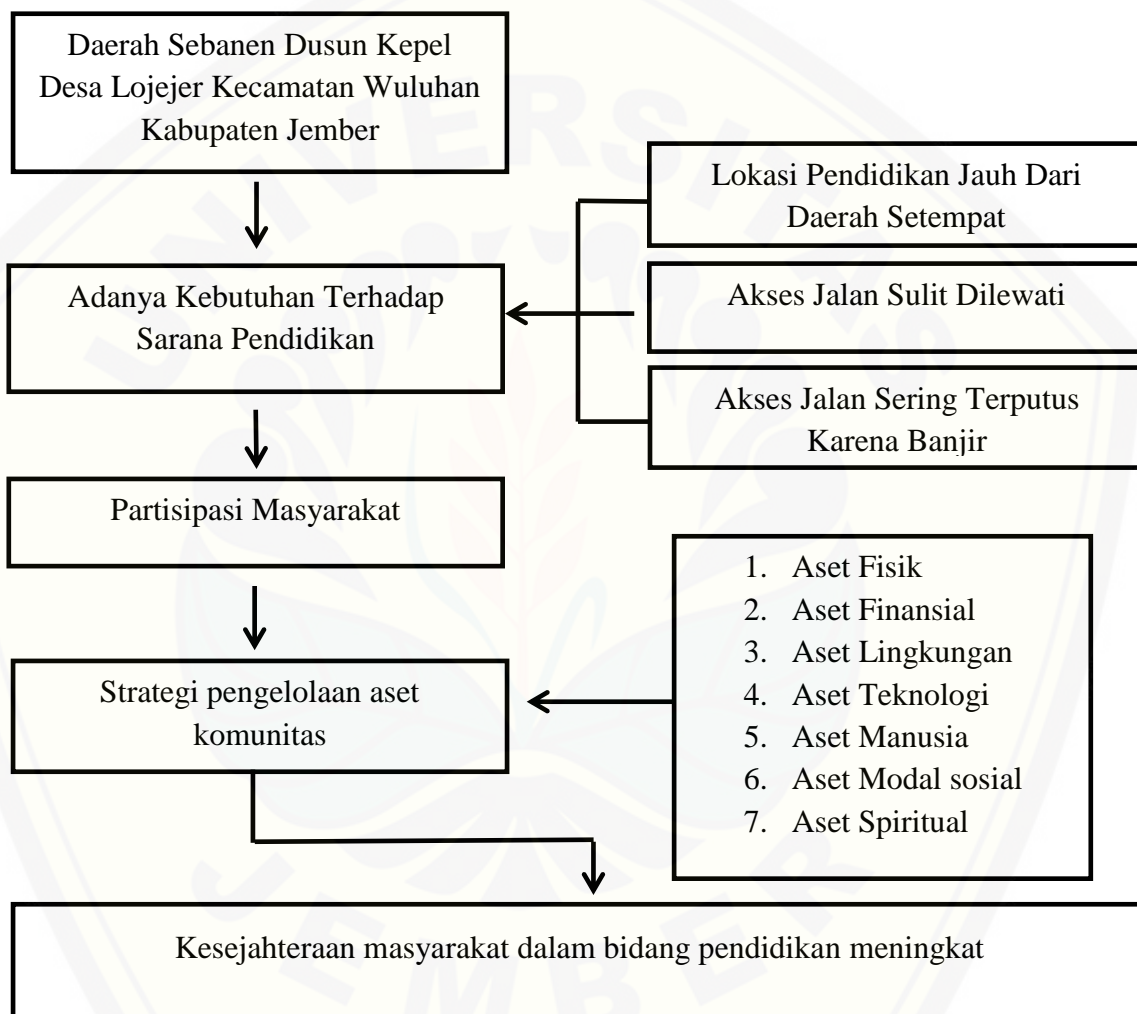 Daerah Sebanen Dusun Kepel
Desa Lojejer Kecamatan Wuluhan
Kabupaten Jember
Lokasi Pendidikan Jauh Dari
Daerah Setempat
Adanya Kebutuhan Terhadap
Sarana Pendidikan
Akses Jalan Sulit Dilewati
Akses Jalan Sering Terputus
Karena Banjir
Partisipasi Masyarakat
1. Aset Fisik
2. Aset Finansial
3. Aset Lingkungan
4. Aset Teknologi
5. Aset Manusia
6. Aset Modal sosial
7. Aset Spiritual
Strategi pengelolaan aset
komunitas
Kesejahteraan masyarakat dalam bidang pendidikan meningkat
UNIVERSITAS
JEMBER